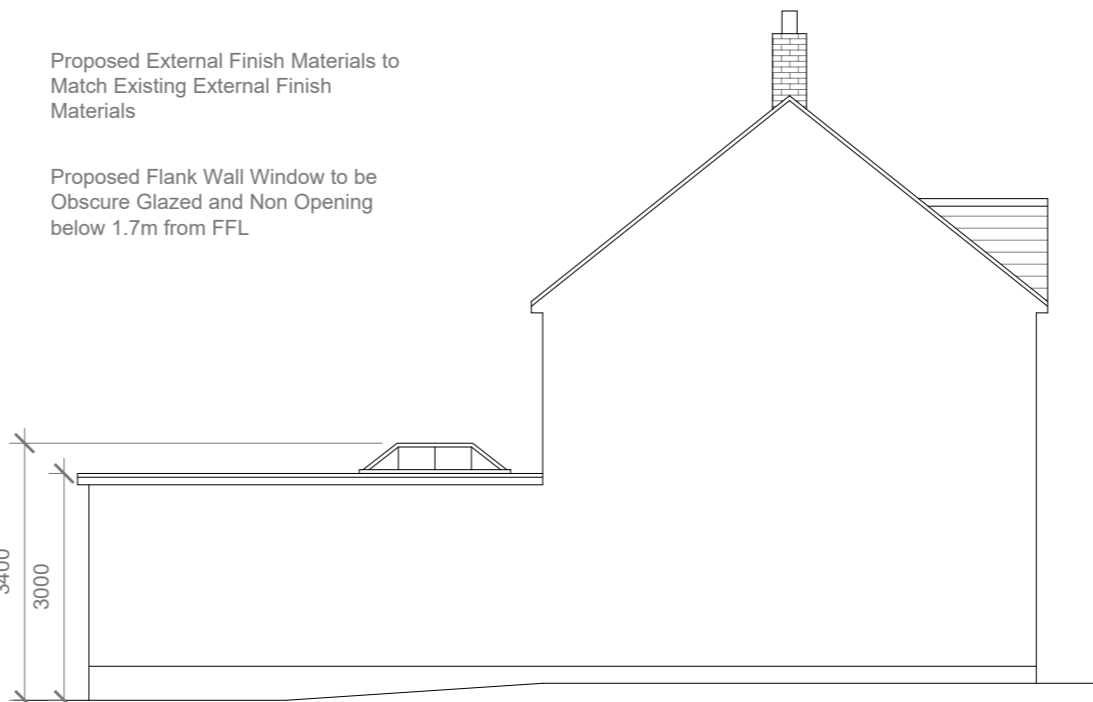 Proposed External Finish Materials to
Match Existing External Finish
Materials
Proposed Flank Wall Window to be
Obscure Glazed and Non Opening
below 1.7m from FFL
3400
3000